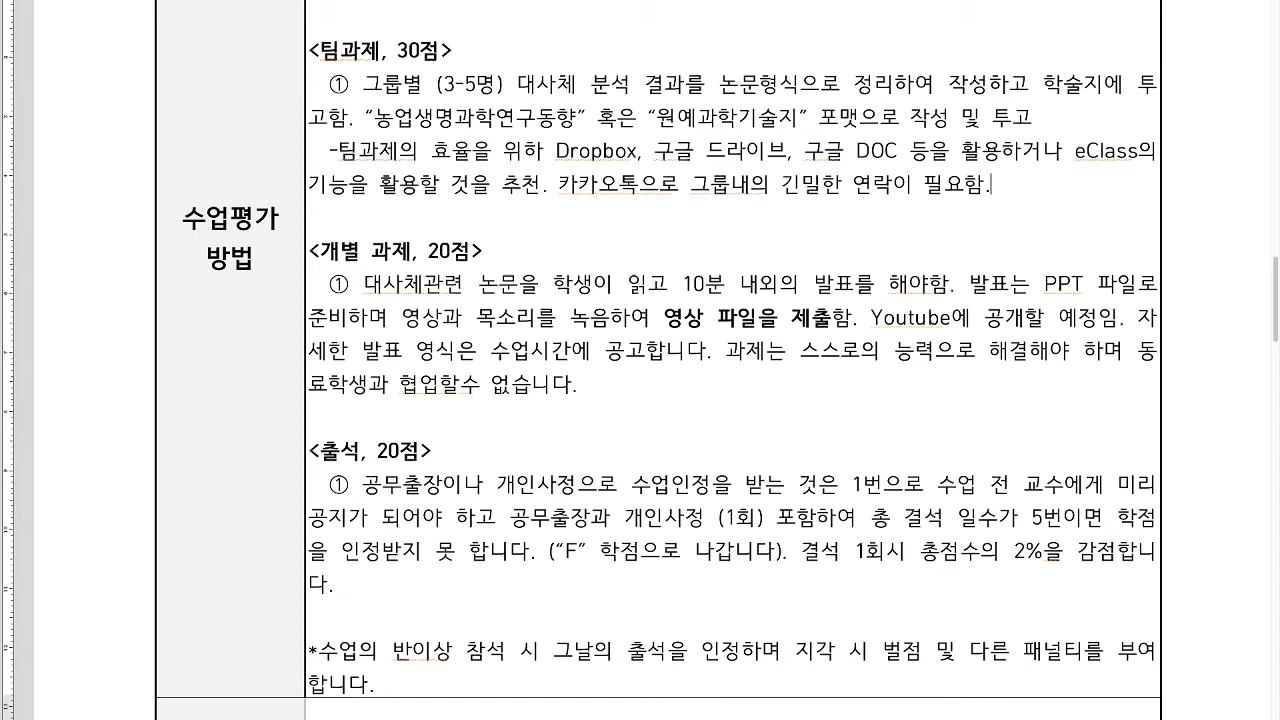 <팀과제, 30점>
① 그룹별 (3-5명) 대사체 분석 결과를 논문형식으로 정리하여 작성하고 학술지에 투
고함. “농업생명과학연구동향” 혹은 “원예과학기술지” 포맷으로 작성 및 투고
-팀과제의 효율을 위하 Dropbox, 구글 드라이브, 구글 DOC 등을 활용하거나 eClass의
기능을 활용할 것을 추천. 카카오톡으로 그룹내의 긴밀한 연락이 필요함.
수업평가
방법
<개별 과제, 20점>
① 대사체관련 논문을 학생이 읽고 10분 내외의 발표를 해야함. 발표는 PPT 파일로
준비하며 영상과 목소리를 녹음하여 영상 파일을 제출함. Youtube에 공개할 예정임. 자
세한 발표 영식은 수업시간에 공고합니다. 과제는 스스로의 능력으로 해결해야 하며 동
료학생과 협업할수 없습니다.
<출석, 20점>
① 공무출장이나 개인사정으로 수업인정을 받는 것은 1번으로 수업 전 교수에게 미리
공지가 되어야 하고 공무출장과 개인사정 (1회) 포함하여 총 결석 일수가 5번이면 학점
을 인정받지 못 합니다. (“F” 학점으로 나갑니다). 결석 1회시 총점수의 2%을 감점합니
다.
*수업의 반이상 참석 시 그날의 출석을 인정하며 지각 시 벌점 및 다른 패널티를 부여
합니다.